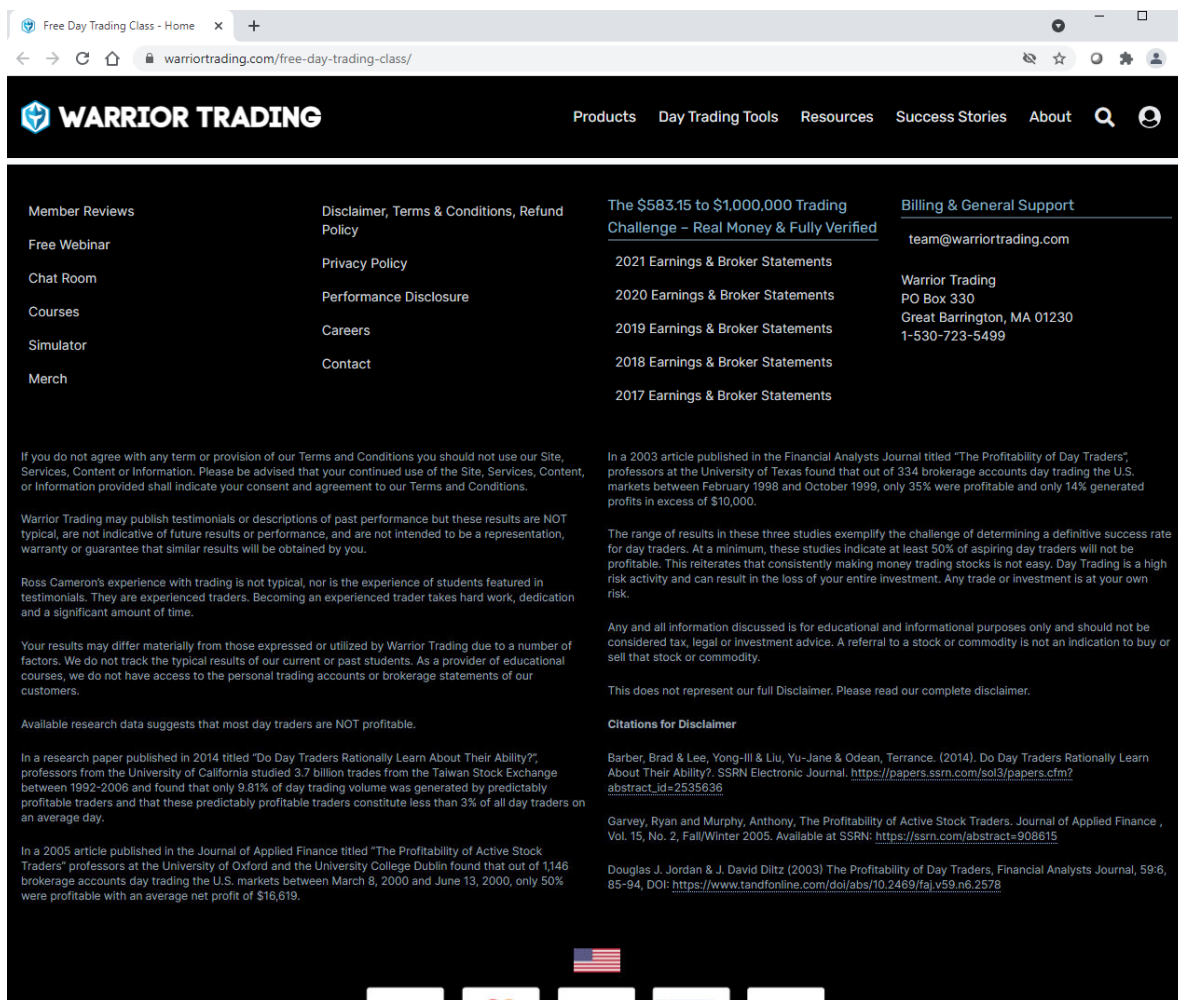 Free Day Trading Class - Home
warriortrading.com/free-day-trading-class/
WARRIOR TRADING
Products Day Trading Tools Resources Success Stories About
Member Reviews
Free Webinar
Chat Room
Courses
Simulator
Merch
Disclaimer, Terms & Conditions, Refund
Policy
Privacy Policy
Performance Disclosure
Careers
Contact
The $583.15 to $1,000,000 Trading
Challenge – Real Money & Fully Verified
2021 Earnings & Broker Statements
2020 Earnings & Broker Statements
2019 Earnings & Broker Statements
2018 Earnings & Broker Statements
2017 Earnings & Broker Statements
Billing & General Support
team@warriortrading.com
Warrior Trading
PO Box 330
Great Barrington, MA 01230
1-530-723-5499
If you do not agree with any term or provision of our Terms and Conditions you should not use our Site,
Services, Content or Information. Please be advised that your continued use of the Site, Services, Content,
or Information provided shall indicate your consent and agreement to our Terms and Conditions.
Warrior Trading may publish testimonials or descriptions of past performance but these results are NOT
typical, are not indicative of future results or performance, and are not intended to be a representation,
warranty or guarantee that similar results will be obtained by you.
Ross Cameron's experience with trading is not typical, nor is the experience of students featured in
testimonials. They are experienced traders. Becoming an experienced trader takes hard work, dedication
and a significant amount of time.
Your results may differ materially from those expressed or utilized by Warrior Trading due to a number of
factors. We do not track the typical results of our current or past students. As a provider of educational
courses, we do not have access to the personal trading accounts or brokerage statements of our
customers.
Available research data suggests that most day traders are NOT profitable.
In a research paper published in 2014 titled "Do Day Traders Rationally Learn About Their Ability?",
professors from the University of California studied 3.7 billion trades from the Taiwan Stock Exchange
between 1992-2006 and found that only 9.81% of day trading volume was generated by predictably
profitable traders and that these predictably profitable traders constitute less than 3% of all day traders on
an average day.
In a 2005 article published in the Journal of Applied Finance titled "The Profitability of Active Stock
Traders" professors at the University of Oxford and the University College Dublin found that out of 1,146
brokerage accounts day trading the U.S. markets between March 8, 2000 and June 13, 2000, only 50%
were profitable with an average net profit of $16,619.
In a 2003 article published in the Financial Analysts Journal titled "The Profitability of Day Traders",
professors at the University of Texas found that out of 334 brokerage accounts day trading the U.S.
markets between February 1998 and October 1999, only 35% were profitable and only 14% generated
profits in excess of $10,000.
The range of results in these three studies exemplify the challenge of determining a definitive success rate
for day traders. At a minimum, these studies indicate at least 50% of aspiring day traders will not be
profitable. This reiterates that consistently making money trading stocks is not easy. Day Trading is a high
risk activity and can result in the loss of your entire investment. Any trade or investment is at your own
risk.
Any and all information discussed is for educational and informational purposes only and should not be
considered tax, legal or investment advice. A referral to a stock or commodity is not an indication to buy or
sell that stock or commodity.
This does not represent our full Disclaimer. Please read our complete disclaimer.
Citations for Disclaimer
Barber, Brad & Lee, Yong-Ill & Liu, Yu-Jane & Odean, Terrance. (2014). Do Day Traders Rationally Learn
About Their Ability?. SSRN Electronic Journal. https://papers.ssrn.com/sol3/papers.cfm?
abstract_id=2535636
Garvey, Ryan and Murphy, Anthony, The Profitability of Active Stock Traders. Journal of Applied Finance ,
Vol. 15, No. 2, Fall/Winter 2005. Available at SSRN: https://ssrn.com/abstract=908615
Douglas J. Jordan & J. David Diltz (2003) The Profitability of Day Traders, Financial Analysts Journal, 59:6,
85-94, DOI: https://www.tandfonline.com/doi/abs/10.2469/faj.v59.n6.2578